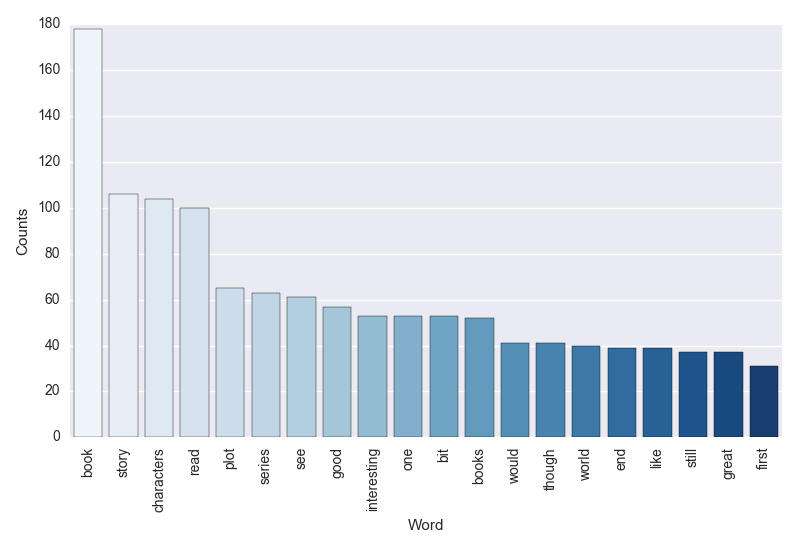 180
160
140
120
100
80
60
40
20
0
Counts
book
story
characters
read
plot
series
see
good
interesting
one
bit
books
would
though
world
end
like
still
great
first
Word